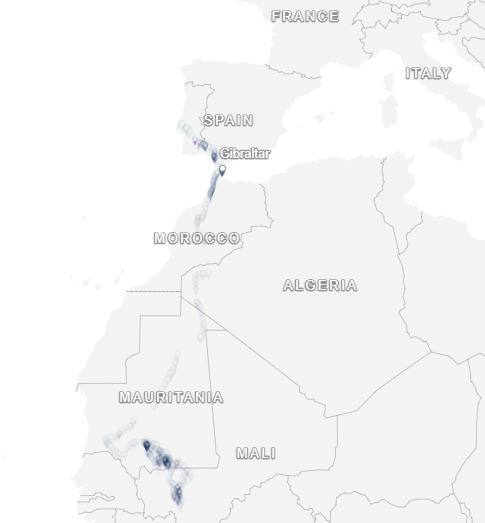 FRANCE
ITALY
SPAIN
Gibraltar
MOROCCO
ALGERIA
MAURITANIA
MALI